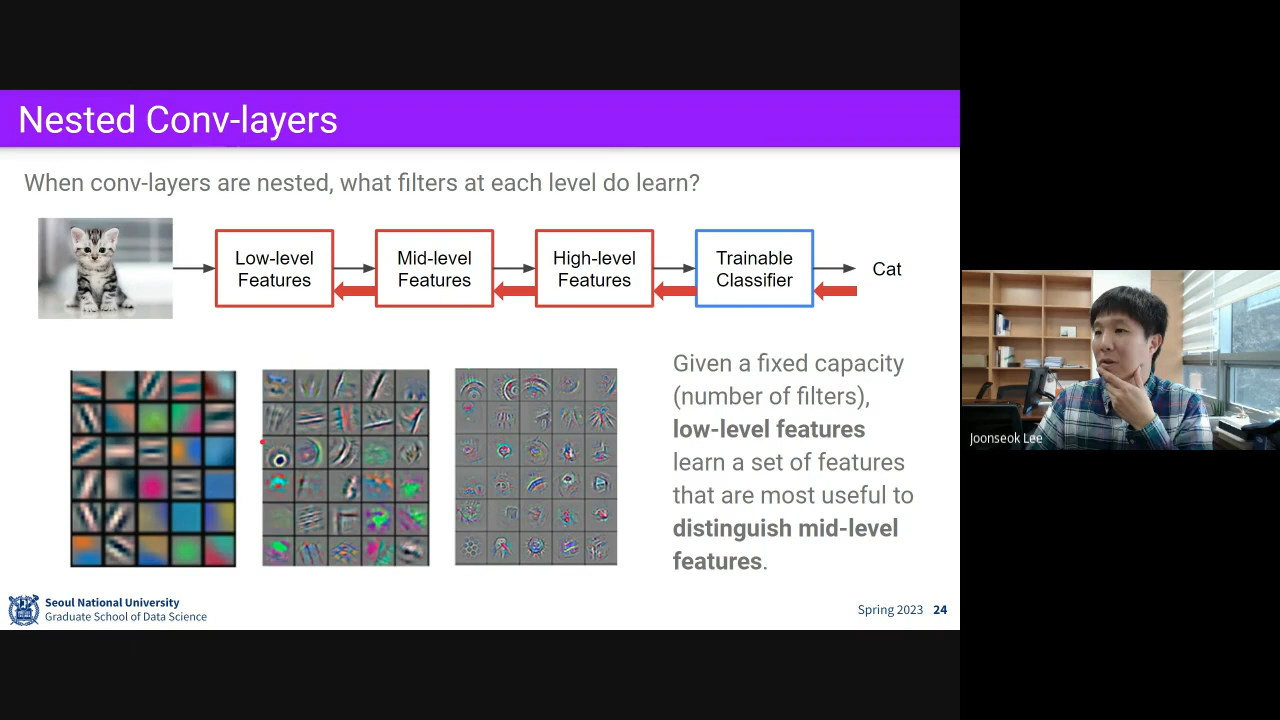 Nested Conv-layers
When conv-layers are nested, what filters at each level do learn?
Low-level
Features
Mid-level
Features
High-level
Features
Trainable
Classifier
Cat
Given a fixed capacity
(number of filters),
low-level features
learn a set of features
that are most useful to
distinguish mid-level
features.
Seoul National University
Graduate School of Data Science
Spring 2023 24
Joonseok Lee